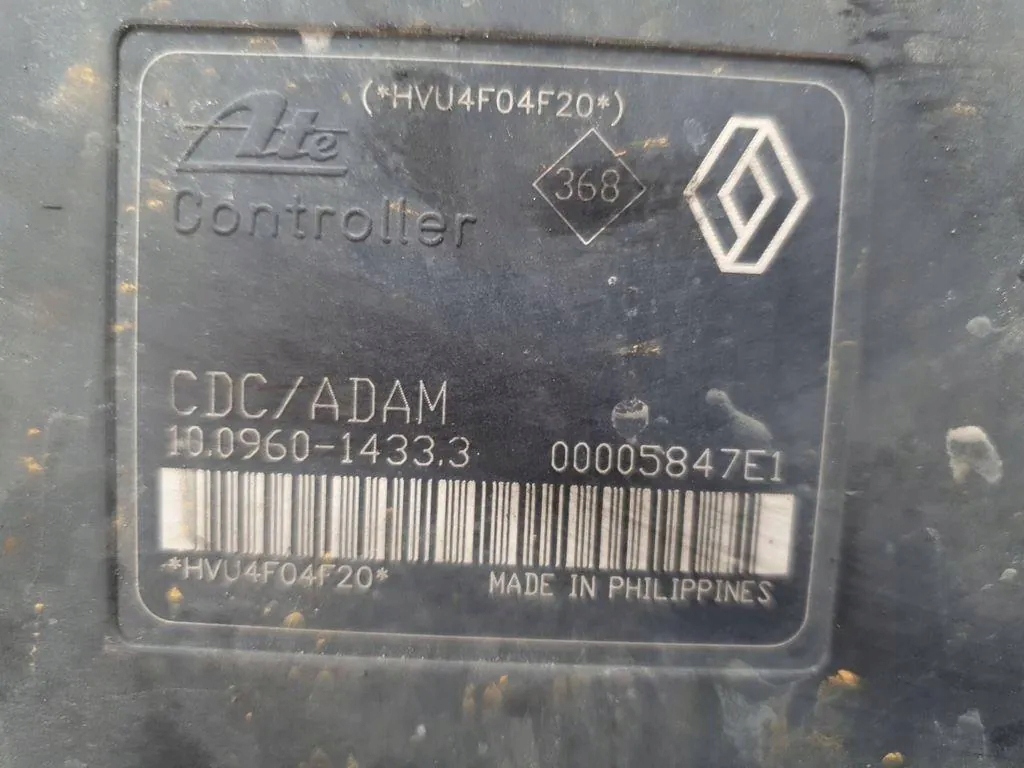 (*HVU4F04F20*)
Ate
Controller
368
CDC/ADAM
10.0960-1433.3 00005847E1
*HVU4F04F20* MADE IN PHILIPPINES